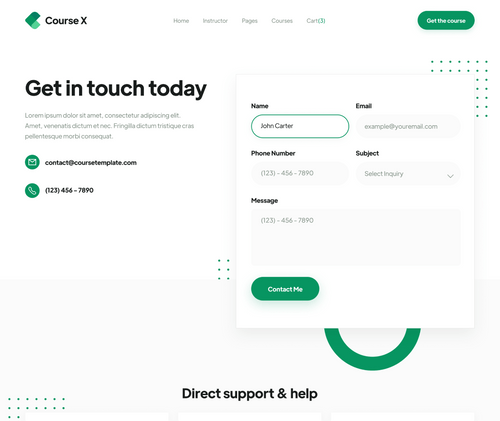 Course X
Home Instructor Pages Courses Cart(3)
Get the course
Get in touch today
Lorem ipsum dolor sit amet, consectetur adipiscing elit.
Amet, venenatis dictum et nec. Fringilla dictum tristique cras
pellentesque morbi consequat.
contact@coursetemplate.com
(123) 456 - 7890
Name
Email
John Carter
example@youremail.com
Phone Number
Subject
(123) - 456 - 7890
Select Inquiry
Message
(123) - 456 - 7890
Contact Me
Direct support & help